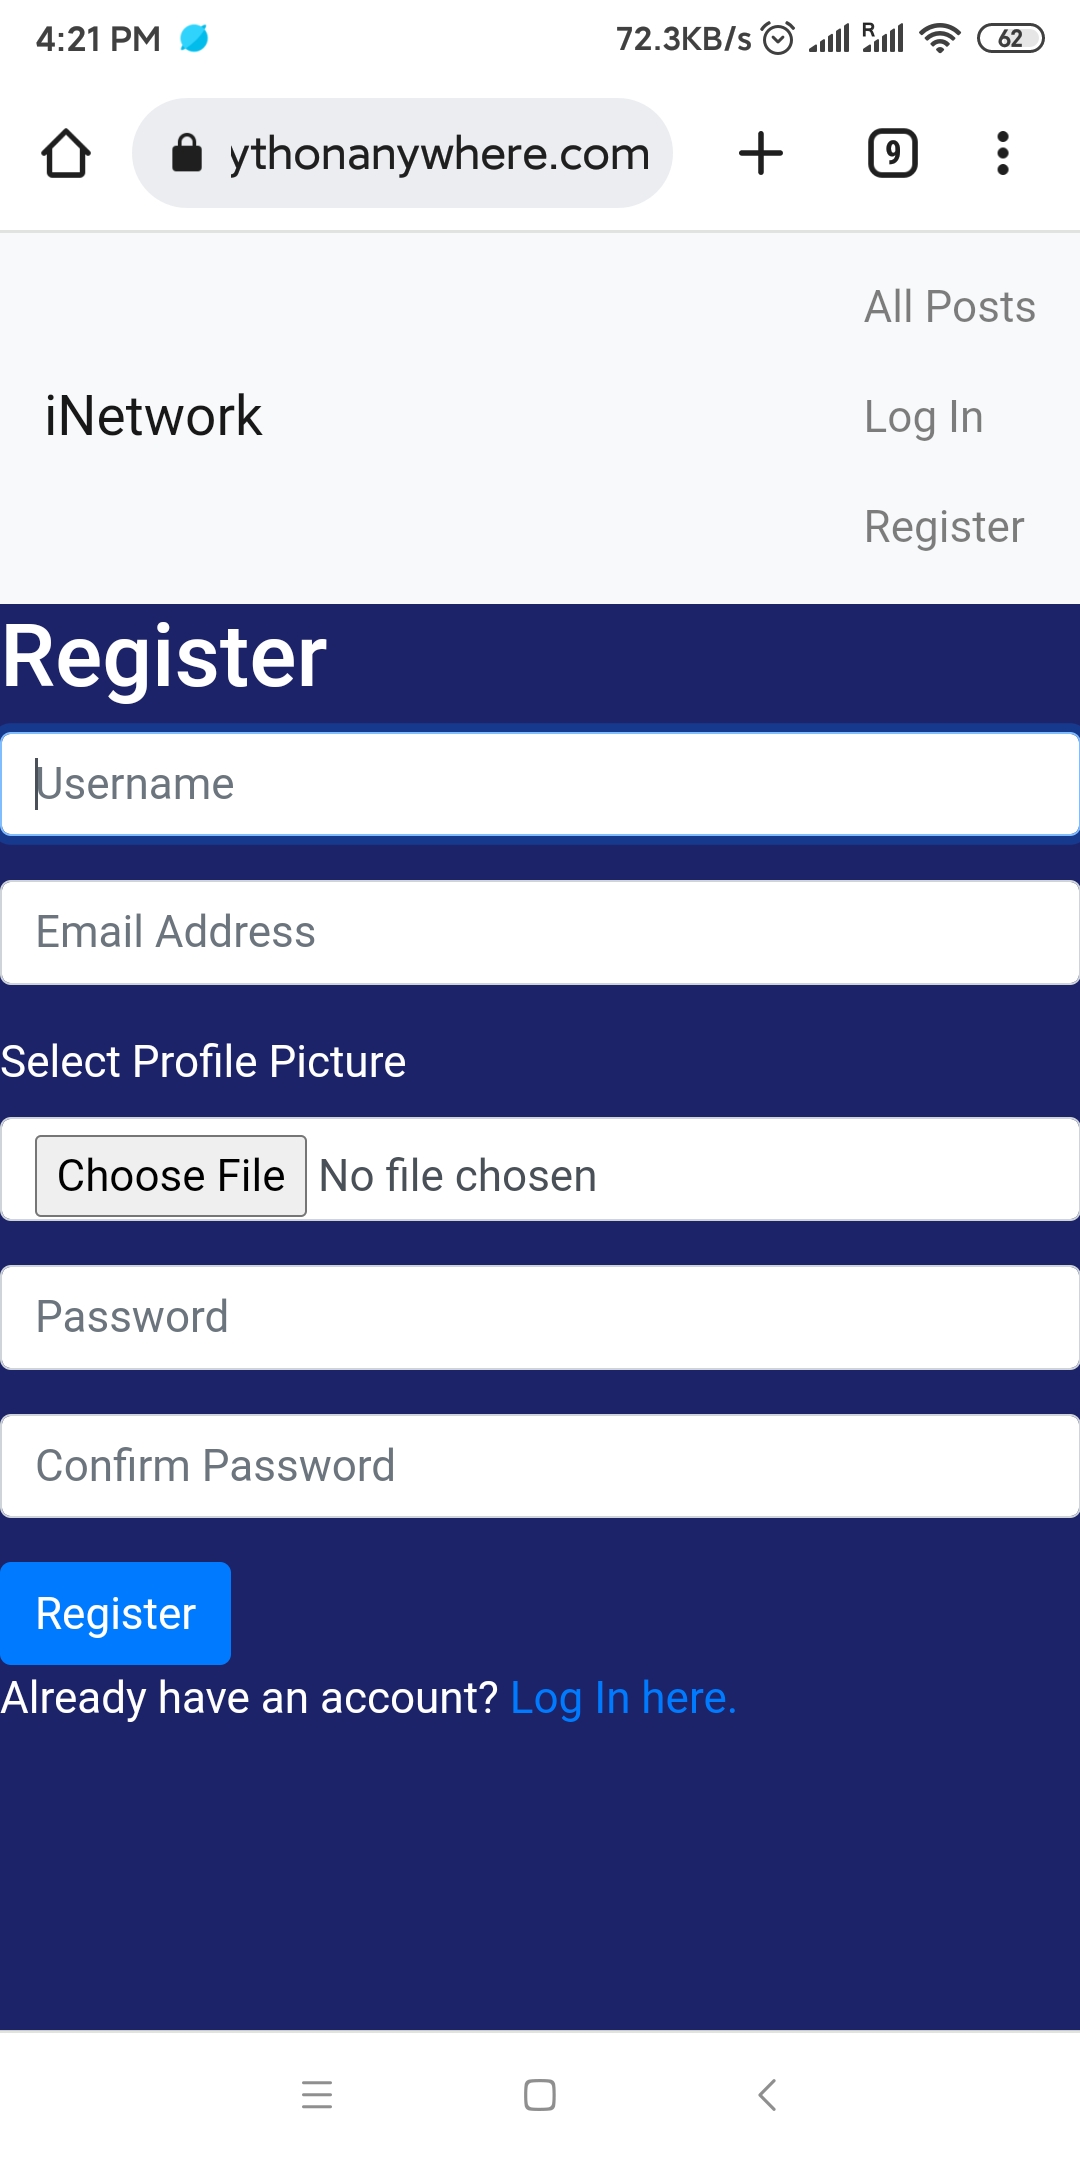 4:21 PM 72.3KB/s R 62
ythonanywhere.com 9
All Posts
iNetwork
Log In
Register
Register
Username
Email Address
Select Profile Picture
Choose File No file chosen
Password
Confirm Password
Register
Already have an account? Log In here.